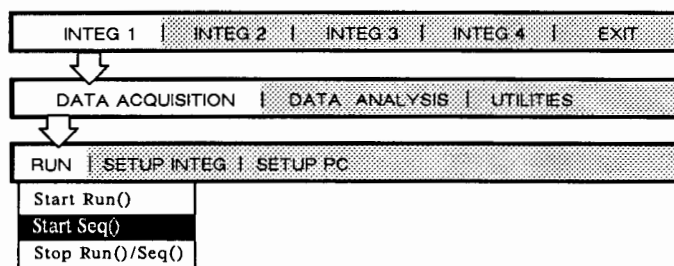 INTEG 1 | INTEG 2 | INTEG 3 | INTEG 4 | EXIT
DATA ACQUISITION | DATA ANALYSIS | UTILITIES
RUN | SETUP INTEG | SETUP PC
Start Run()
Start Seq()
Stop Run()/Seq()